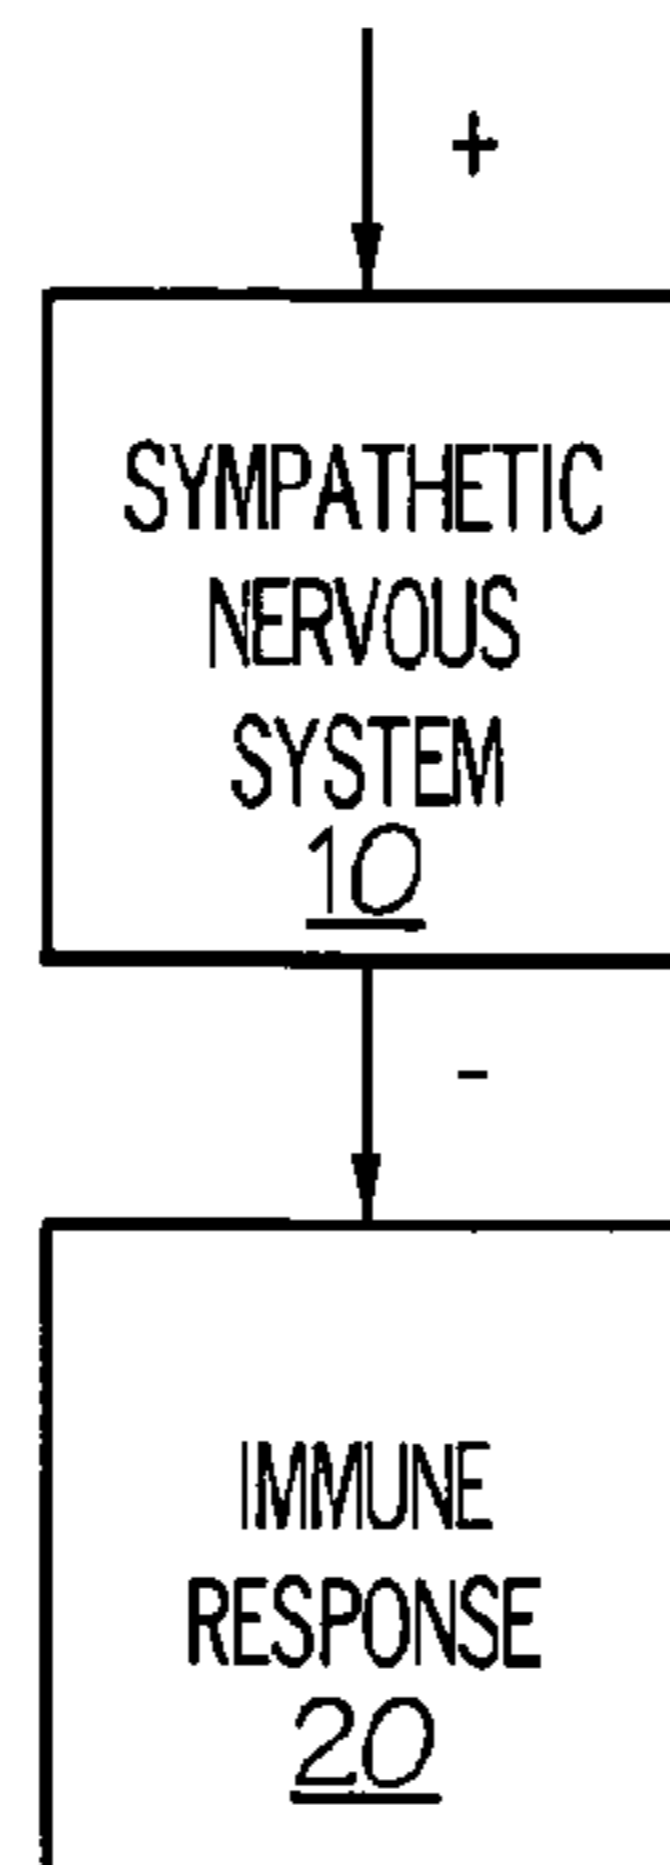 +
SYMPATHETIC
NERVOUS
SYSTEM
10
-
IMMUNE
RESPONSE
20